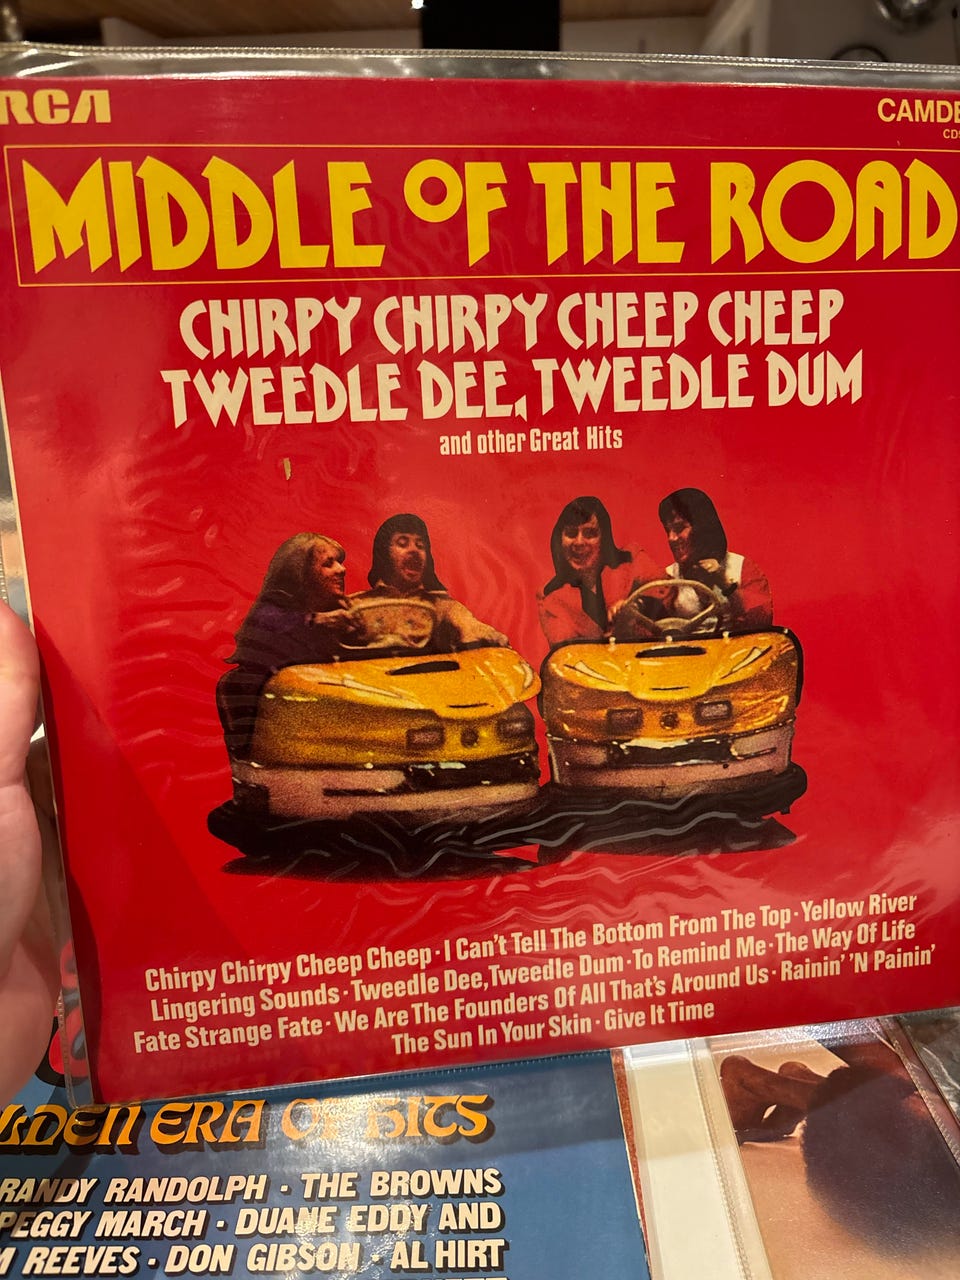 RCA
CAMDE
MIDDLE OF THE ROAD
CHIRPY CHIRPY CHEEP CHEEP
TWEEDLE DEE, TWEEDLE DUM
and other Great Hits
Chirpy Chirpy Cheep Cheep · I Can't Tell The Bottom From The Top · Yellow River
Lingering Sounds · Tweedle Dee, Tweedle Dum · To Remind Me · The Way Of Life
Fate Strange Fate · We Are The Founders Of All That's Around Us · Rainin' 'N Painin'
The Sun In Your Skin · Give It Time
LDEN ERA OF HITS
RANDY RANDOLPH · THE BROWNS
PEGGY MARCH · DUANE EDDY AND
REEVES · DON GIBSON · AL HIRT